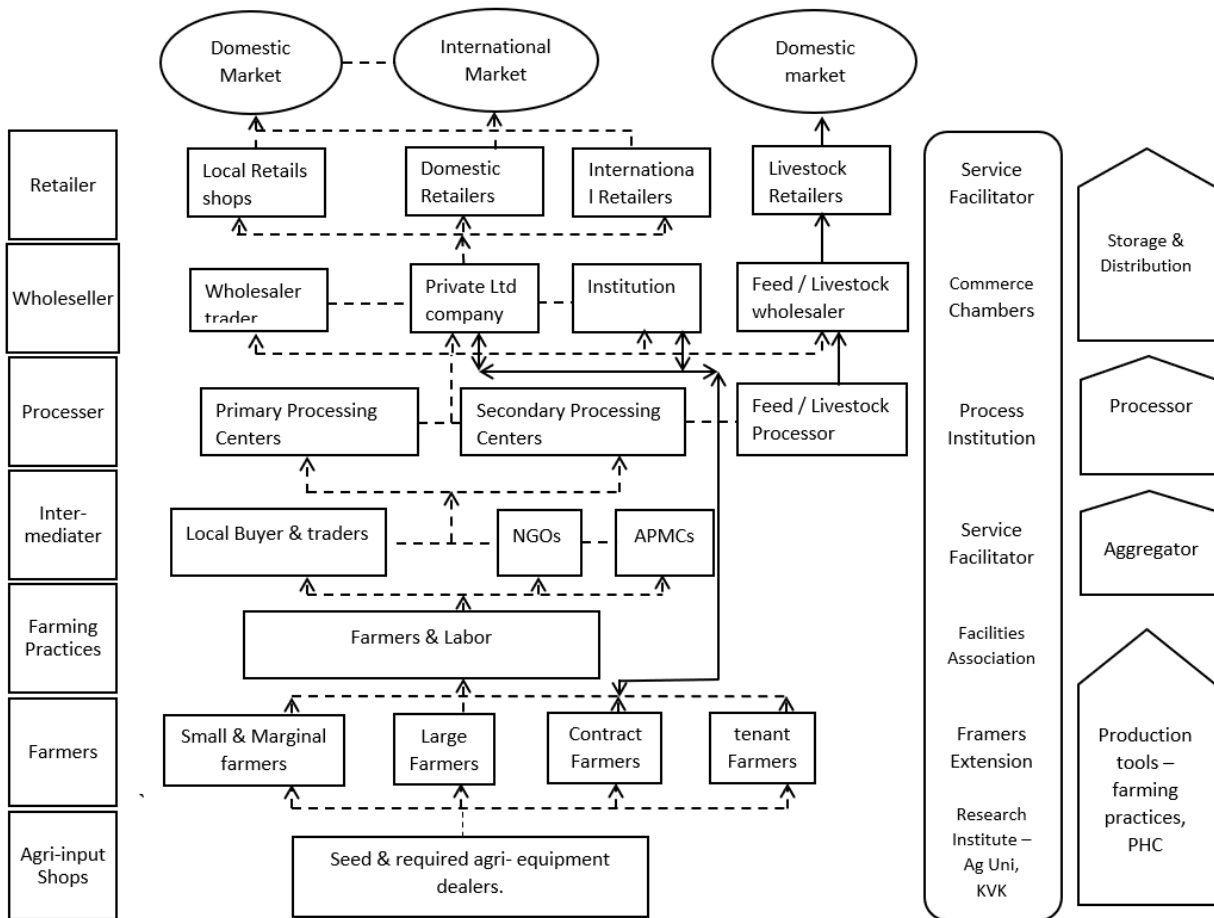 Domestic
Market
International
Market
Domestic
market
Retailer
Local Retails
shops
Domestic
Retailers
Internationa
l Retailers
Livestock
Retailers
Service
Facilitator
Storage &
Distribution
Wholeseller
Wholesaler
trader
Private Ltd
company
Institution
Feed / Livestock
wholesaler
Commerce
Chambers
Processer
Primary Processing
Centers
Secondary Processing
Centers
Feed / Livestock
Processor
Process
Institution
Processor
Inter-
mediater
Local Buyer & traders
NGOs
APMCs
Service
Facilitator
Aggregator
Farming
Practices
Farmers & Labor
Facilities
Association
Farmers
Small & Marginal
farmers
Large
Farmers
Contract
Farmers
tenant
Farmers
Framers
Extension
Production
tools –
farming
practices,
PHC
Agri-input
Shops
Seed & required agri- equipment
dealers.
Research
Institute –
Ag Uni,
KVK